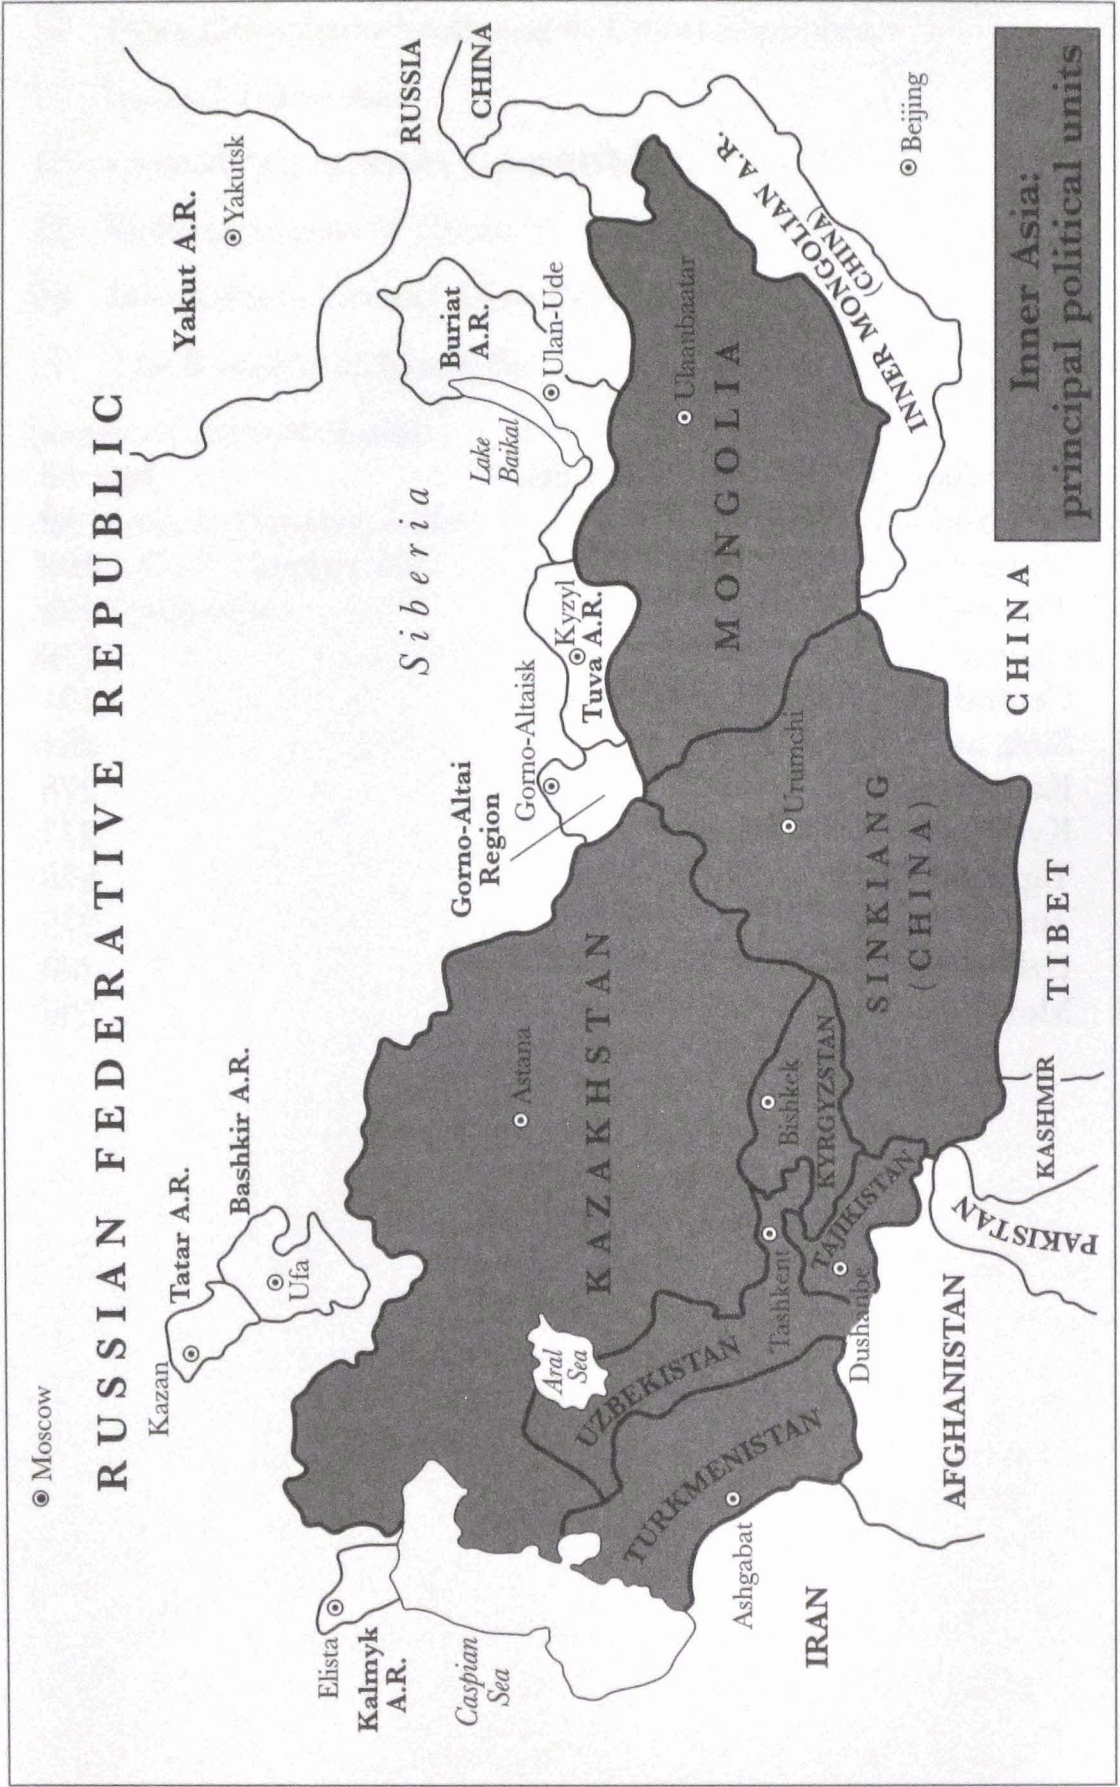 Inner Asia:
principal political units
Moscow
RUSSIAN FEDERATIVE REPUBLIC
Kazan
Tatar A.R.
Bashkir A.R.
Ufa
Yakut A.R.
Yakutsk
Elista
Kalmyk
A.R.
Caspian
Sea
Siberia
Lake
Baikal
Buriat
A.R.
Ulan-Ude
RUSSIA
CHINA
Gorno-Altai
Region
Gorno-Altaisk
Kyzyl
Tuva A.R.
Astana
KAZAKHSTAN
Aral
Sea
UZBEKISTAN
TURKMENISTAN
Ashgabat
Tashkent
Bishkek
KYRGYZSTAN
TAJIKISTAN
Dushanbe
Urumchi
SINKIANG
(CHINA)
Ulaanbaatar
MONGOLIA
INNER MONGOLIAN A.R.
(CHINA)
Beijing
IRAN
AFGHANISTAN
PAKISTAN
KASHMIR
TIBET
CHINA